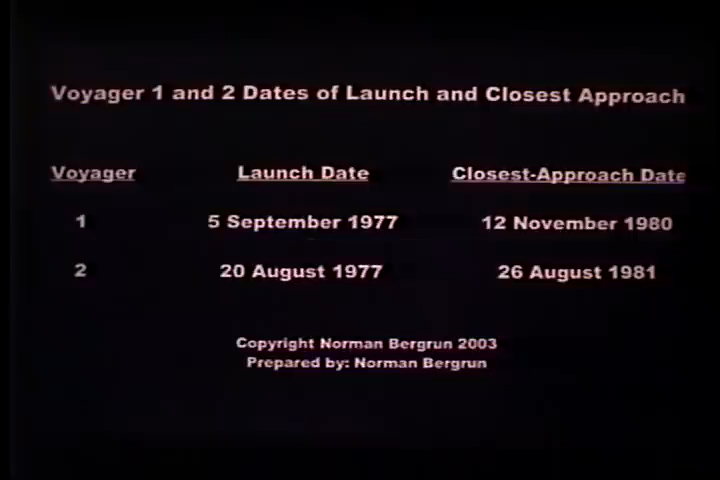 Voyager 1 and 2 Dates of Launch and Closest Approach
Voyager Launch Date Closest-Approach Date
1 5 September 1977 12 November 1980
2 20 August 1977 26 August 1981
Copyright Norman Bergrun 2003
Prepared by: Norman Bergrun